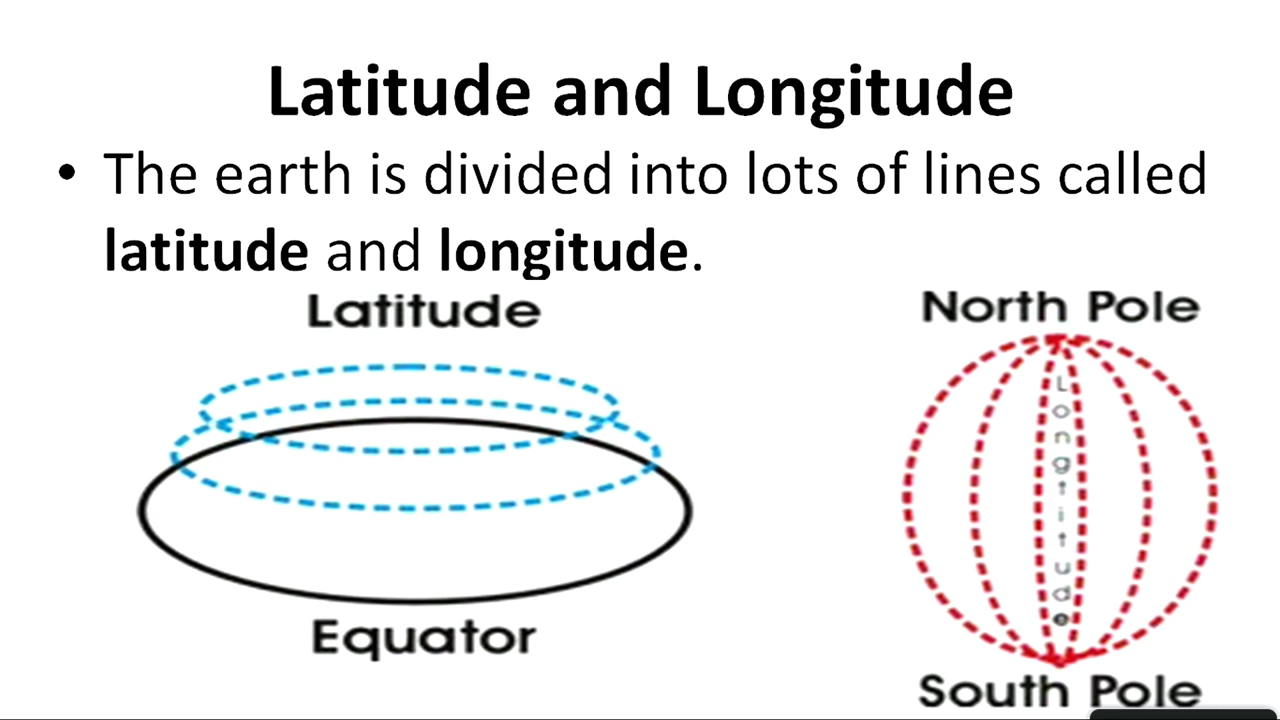 Latitude and Longitude
• The earth is divided into lots of lines called
latitude and longitude.
Latitude
Equator
North Pole
Longtitude
South Pole